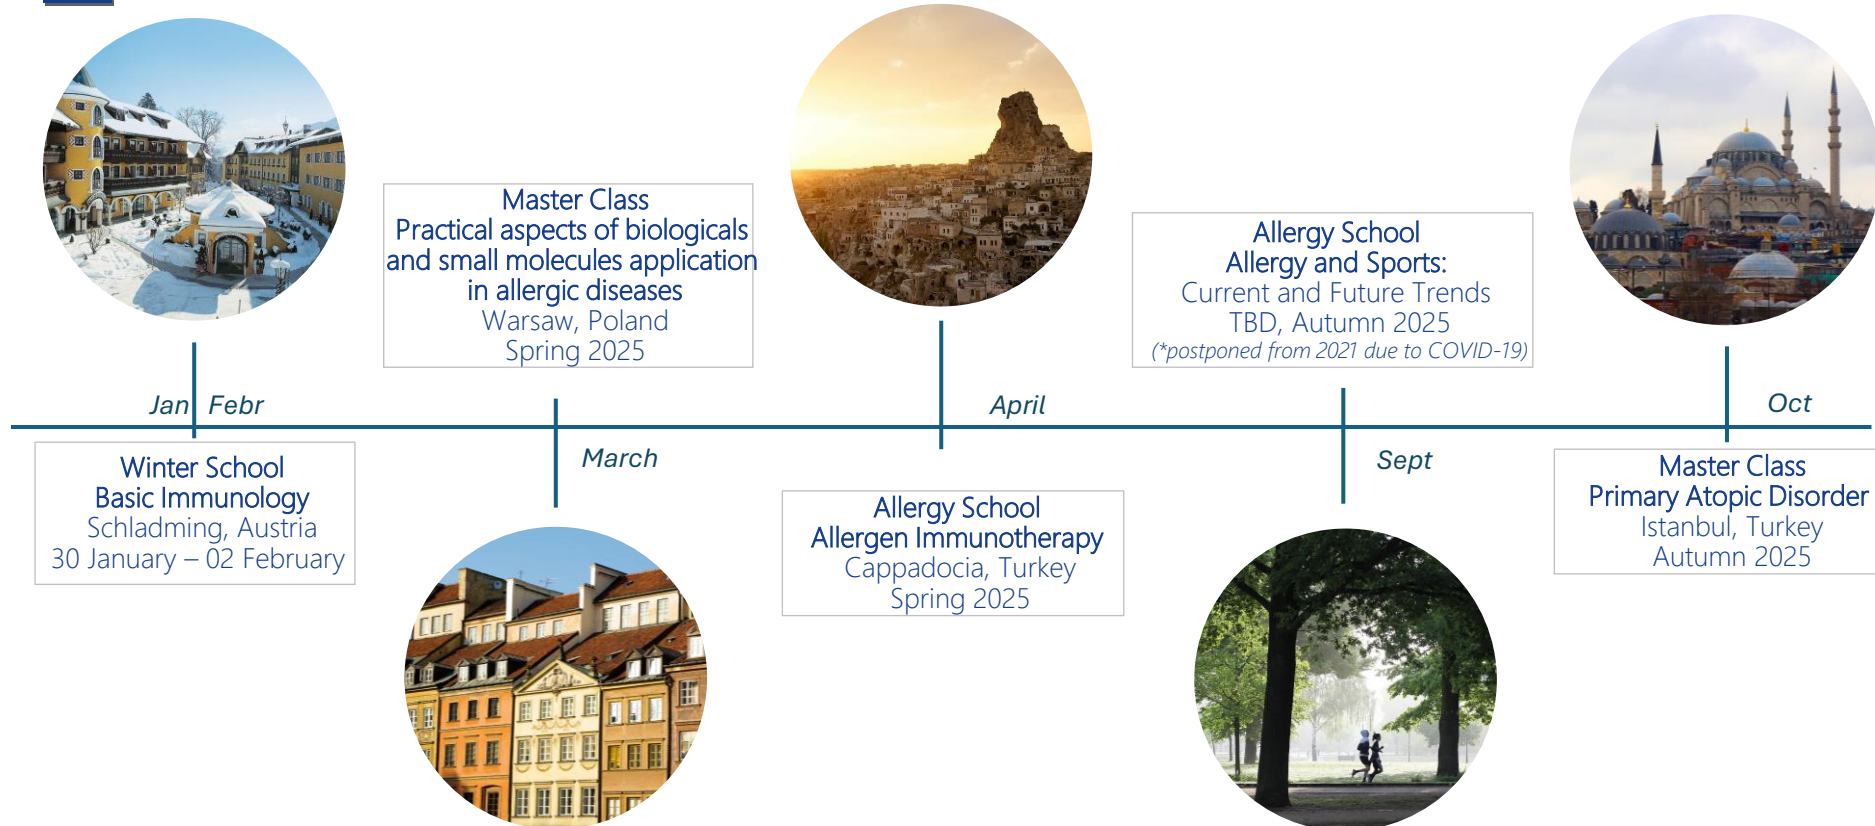 Master Class
Practical aspects of biologicals
and small molecules application
in allergic diseases
Warsaw, Poland
Spring 2025
Allergy School
Allergy and Sports:
Current and Future Trends
TBD, Autumn 2025
(*postponed from 2021 due to COVID-19)
Jan Febr
April
Oct
March
Sept
Winter School
Basic Immunology
Schladming, Austria
30 January – 02 February
Allergy School
Allergen Immunotherapy
Cappadocia, Turkey
Spring 2025
Master Class
Primary Atopic Disorder
Istanbul, Turkey
Autumn 2025